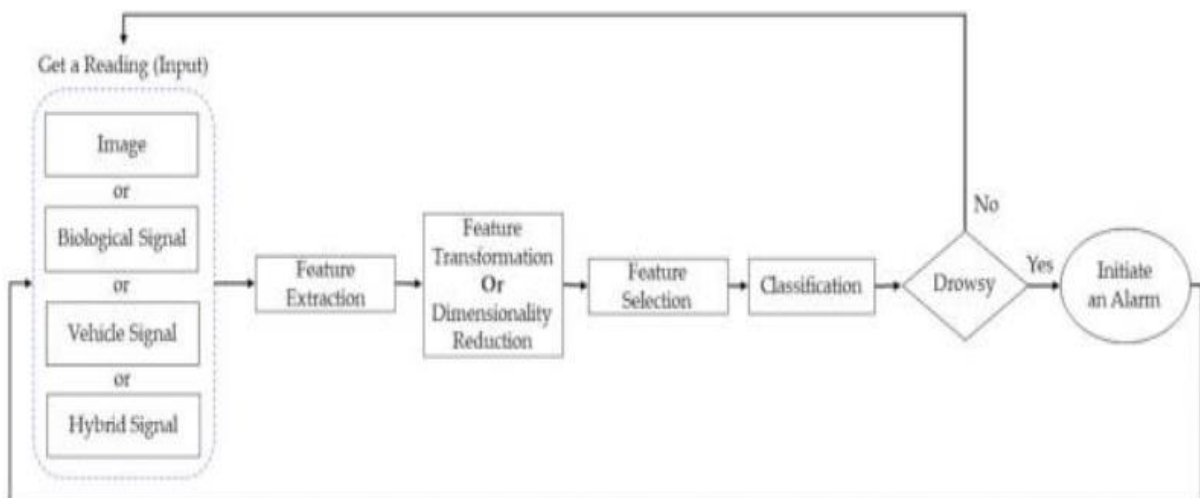 Get a Reading (Input)
Image
or
Biological Signal
or
Vehicle Signal
or
Hybrid Signal
Feature
Extraction
Feature
Transformation
Or
Dimensionality
Reduction
Feature
Selection
Classification
Drowsy
No
Yes
Initiate
an Alarm